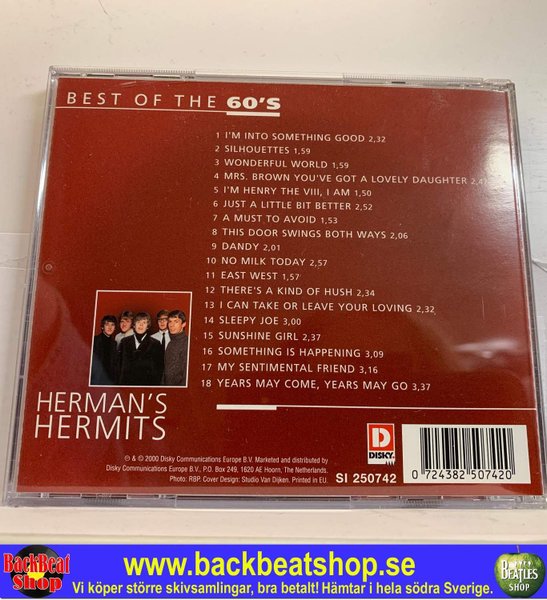 BEST OF THE 60'S
1 I'M INTO SOMETHING GOOD 2,32
2 SILHOUETTES 1,59
3 WONDERFUL WORLD 1,59
4 MRS. BROWN YOU'VE GOT A LOVELY DAUGHTER
5 I'M HENRY THE VIII, I AM 1,50
6 JUST A LITTLE BIT BETTER 2,52
7 A MUST TO AVOID 1,53
8 THIS DOOR SWINGS BOTH WAYS 2,06
9 DANDY 2,01
10 NO MILK TODAY 2,57
11 EAST WEST 1,57
12 THERE'S A KIND OF HUSH 2,34
13 I CAN TAKE OR LEAVE YOUR LOVING 2,32
14 SLEEPY JOE 3,00
15 SUNSHINE GIRL 2,37
16 SOMETHING IS HAPPENING 3,09
17 MY SENTIMENTAL FRIEND 3,16
18 YEARS MAY COME, YEARS MAY GO 3,37
HERMAN'S
HERMITS
℗ & © 2000 Disky Communications Europe B.V. Marketed and distributed by
Disky Communications Europe B.V., P.O. Box 249, 1620 AE Hoorn, The Netherlands.
Photo: RBP. Cover Design: Studio Van Dijken. Printed in EU.
D
DISKY
SI 250742
0 724382 507420
BackBeat
Shop
www.backbeatshop.se
Vi köper större skivsamlingar, bra betalt! Hämtar i hela södra Sverige.
BEATLES
SHOP